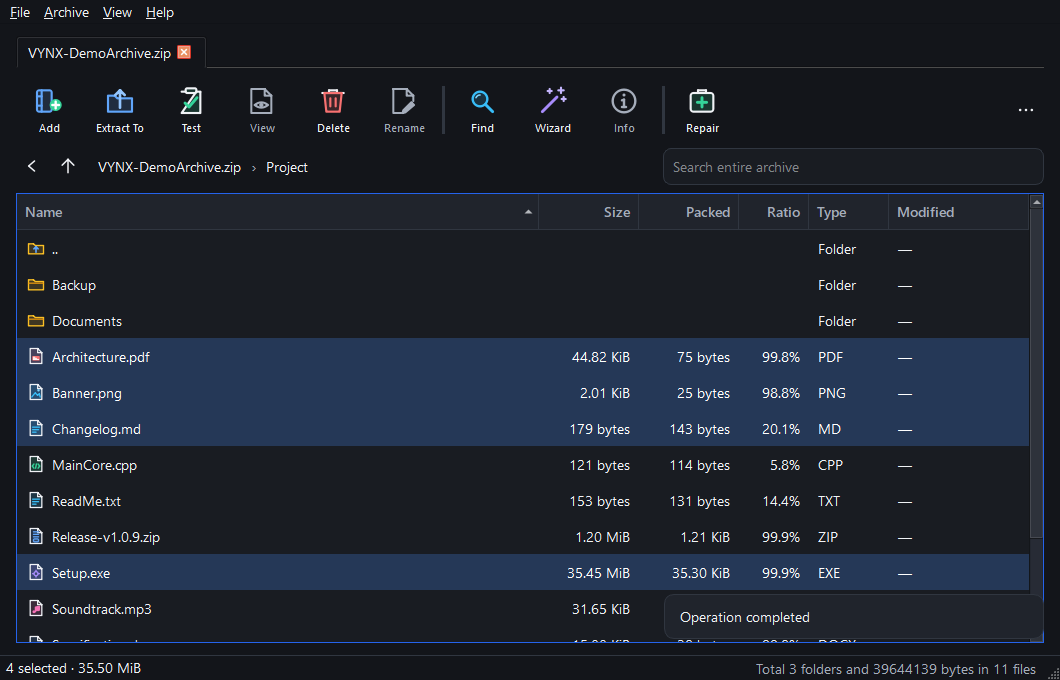 File Archive View Help
VYNX-DemoArchive.zip
Add Extract To Test View Delete Rename Find Wizard Info Repair ...
VYNX-DemoArchive.zip › Project
Search entire archive
Name Size Packed Ratio Type Modified
.. Folder —
Backup Folder —
Documents Folder —
Architecture.pdf 44.82 KiB 75 bytes 99.8% PDF —
Banner.png 2.01 KiB 25 bytes 98.8% PNG —
Changelog.md 179 bytes 143 bytes 20.1% MD —
MainCore.cpp 121 bytes 114 bytes 5.8% CPP —
ReadMe.txt 153 bytes 131 bytes 14.4% TXT —
Release-v1.0.9.zip 1.20 MiB 1.21 KiB 99.9% ZIP —
Setup.exe 35.45 MiB 35.30 KiB 99.9% EXE —
Soundtrack.mp3 31.65 KiB
Operation completed
4 selected · 35.50 MiB
Total 3 folders and 39644139 bytes in 11 files